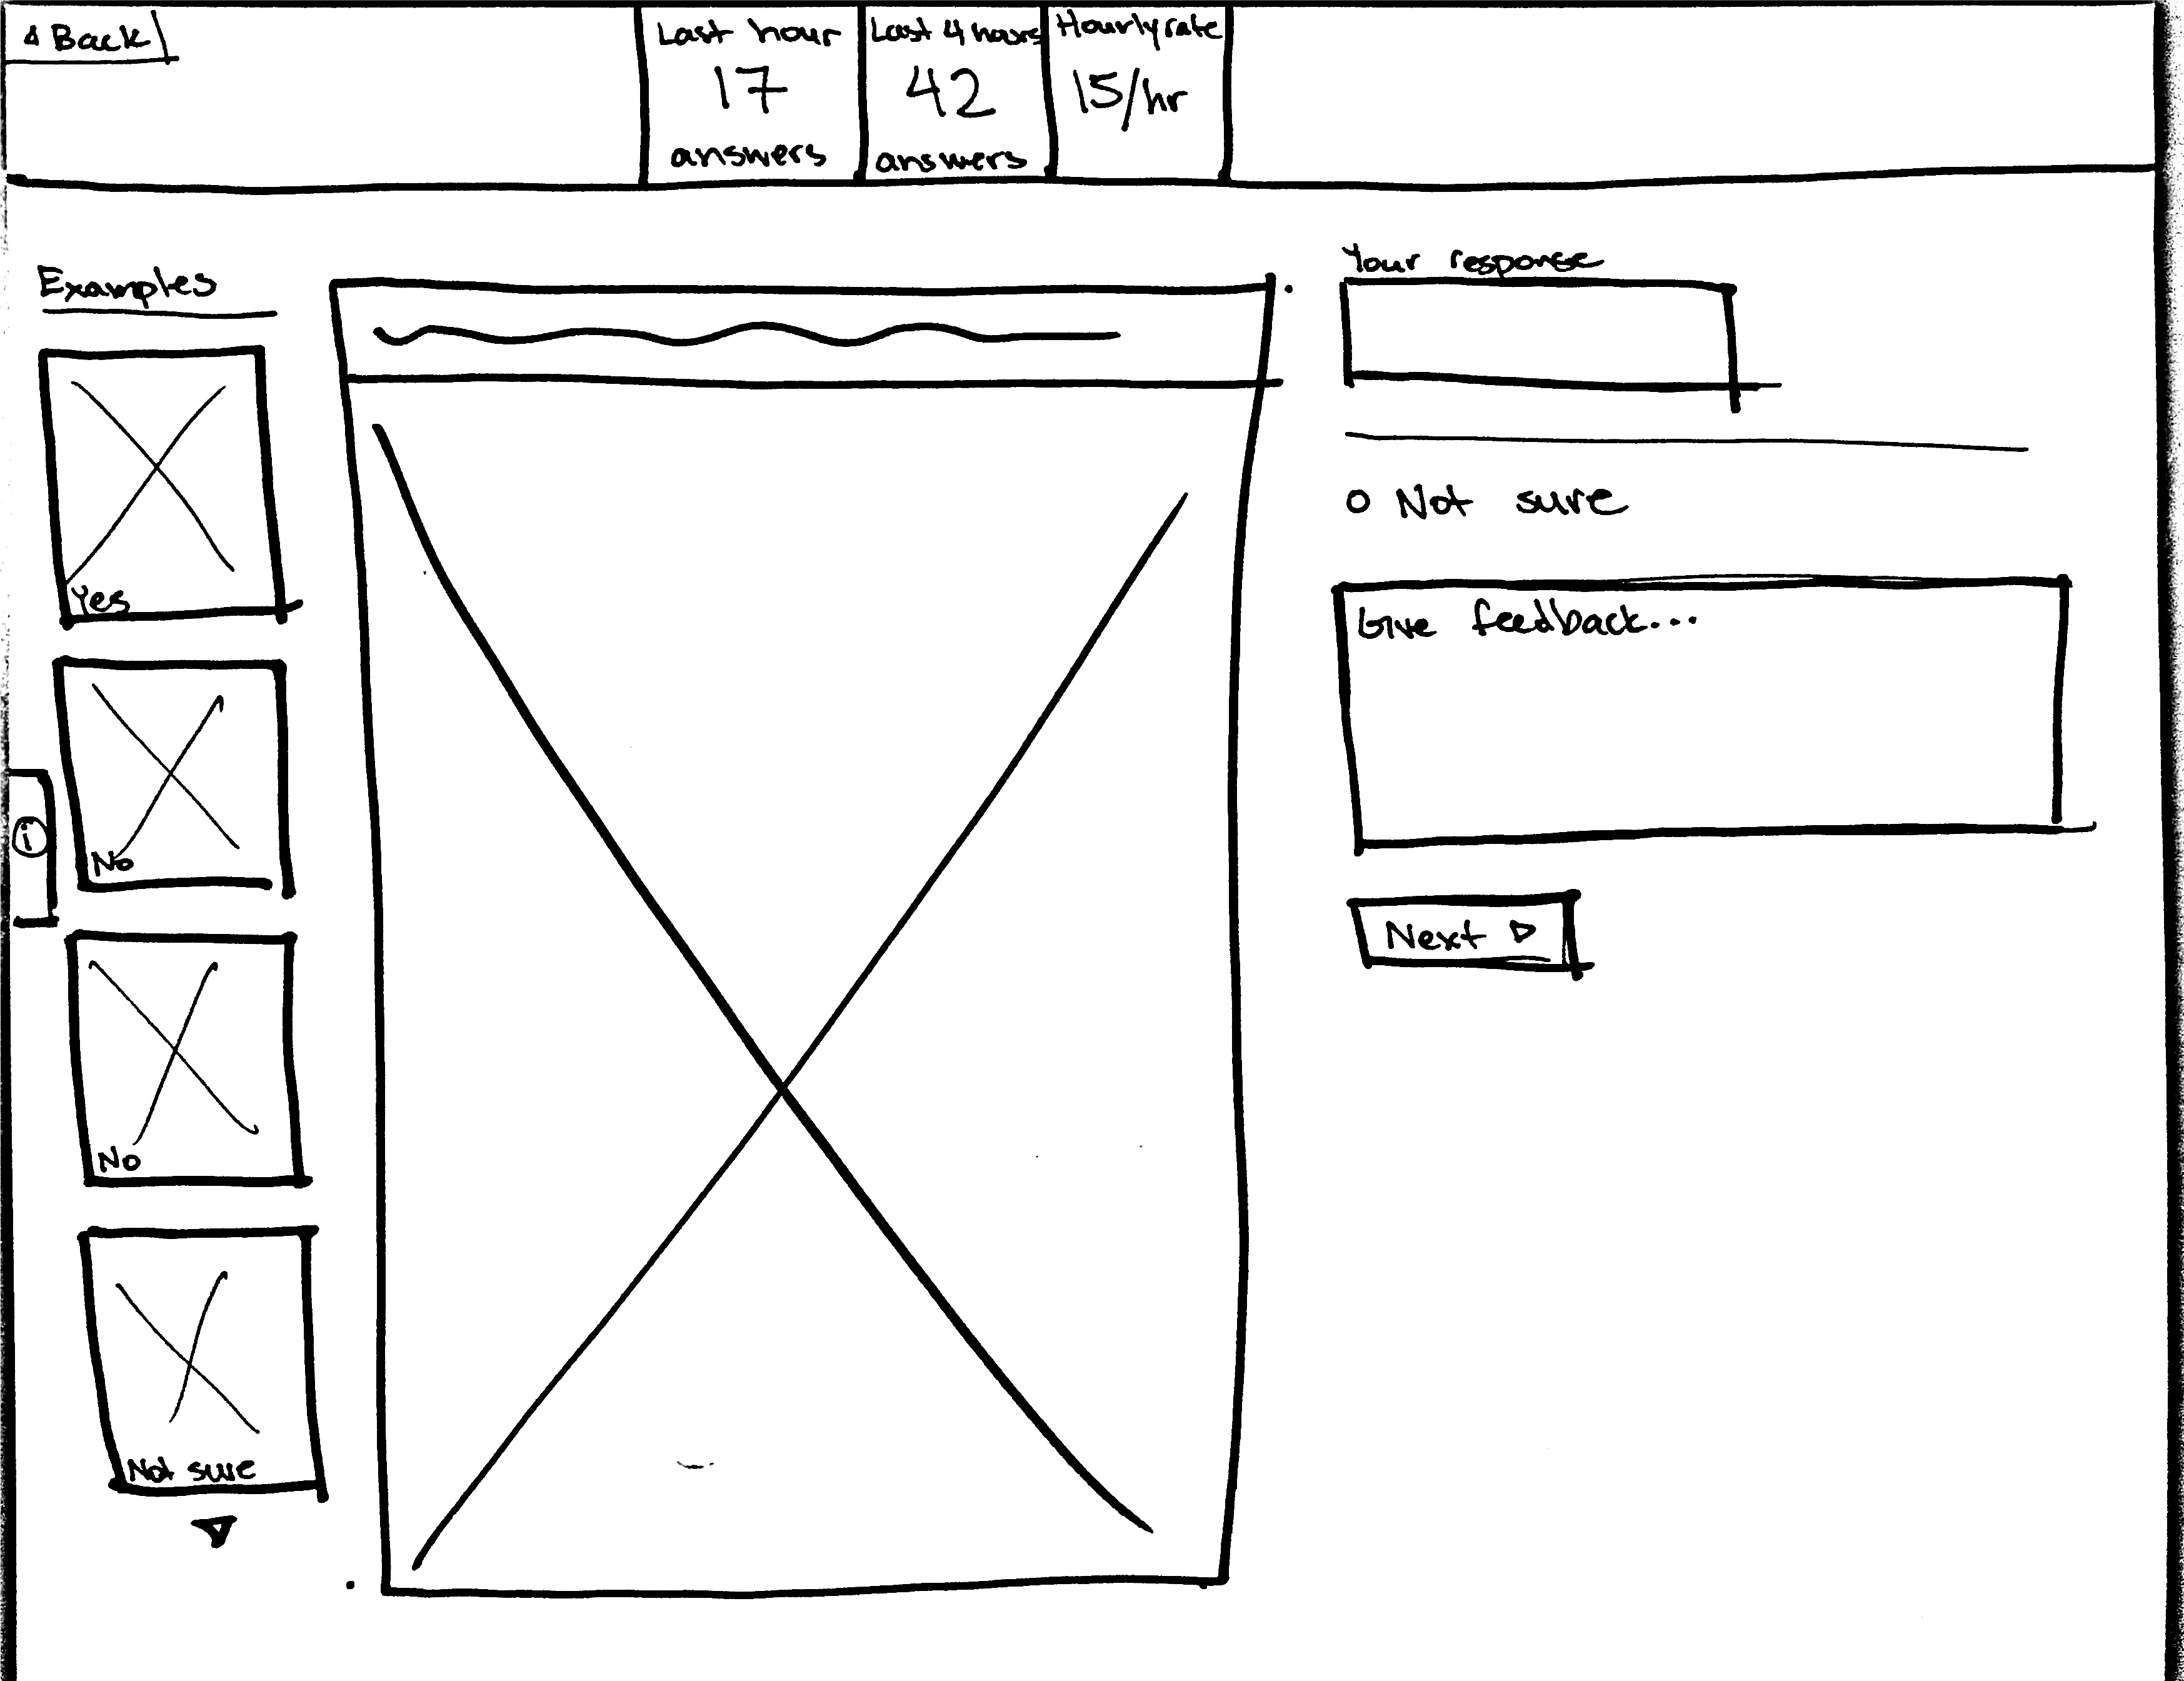 Back
Last hour
17
answers
Last 4 hours
42
answers
Hourly rate
15/hr
Examples
Yes
No
No
Not sure
i
Your response
Not sure
Give feedback...
Next